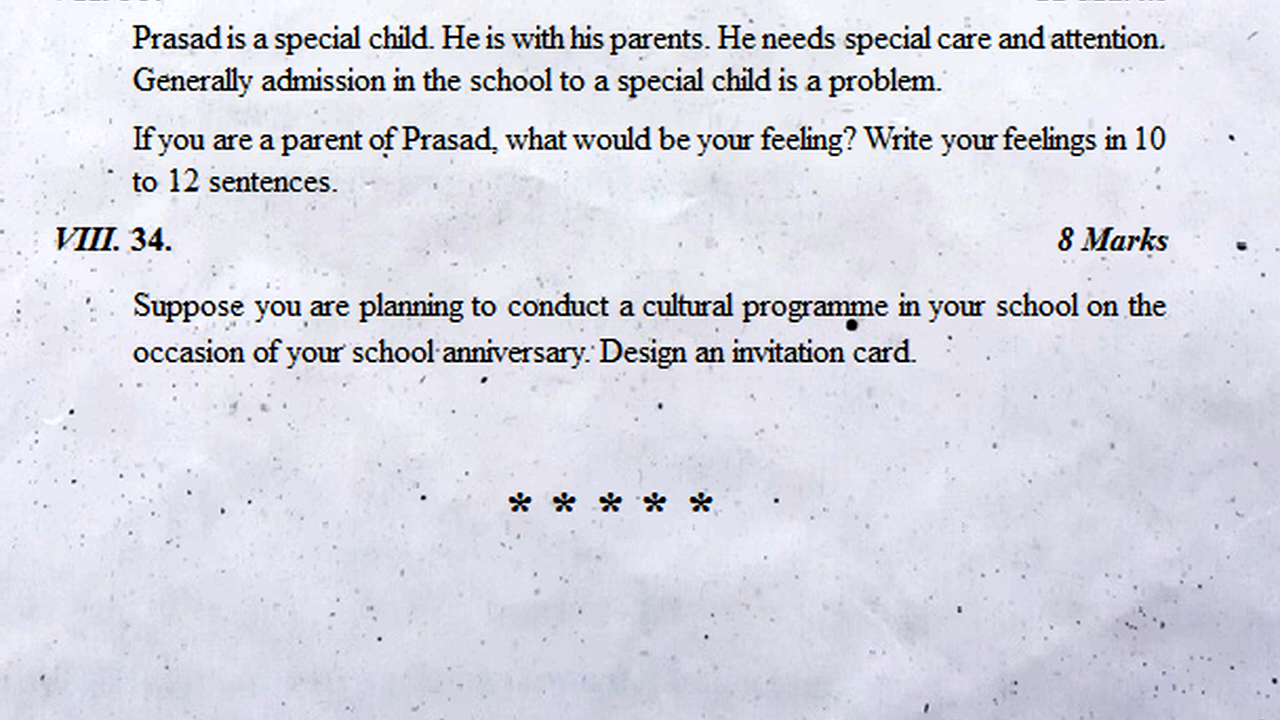 Prasad is a special child. He is with his parents. He needs special care and attention.
Generally admission in the school to a special child is a problem.
If you are a parent of Prasad, what would be your feeling? Write your feelings in 10
to 12 sentences.
VIII. 34. 8 Marks
Suppose you are planning to conduct a cultural programme in your school on the
occasion of your school anniversary. Design an invitation card.
* * * * *